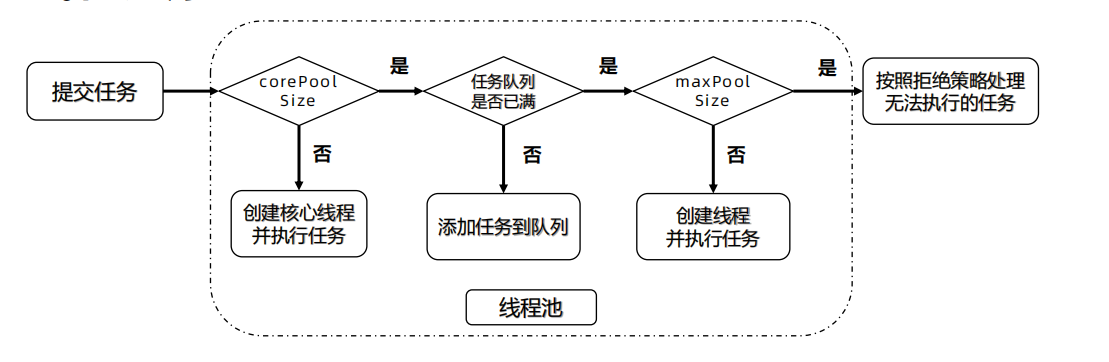 提交任务
corePool
Size
是
任务队列
是否已满
是
maxPool
Size
是
按照拒绝策略处理
无法执行的任务
否
否
否
创建核心线程
并执行任务
添加任务到队列
创建线程
并执行任务
线程池